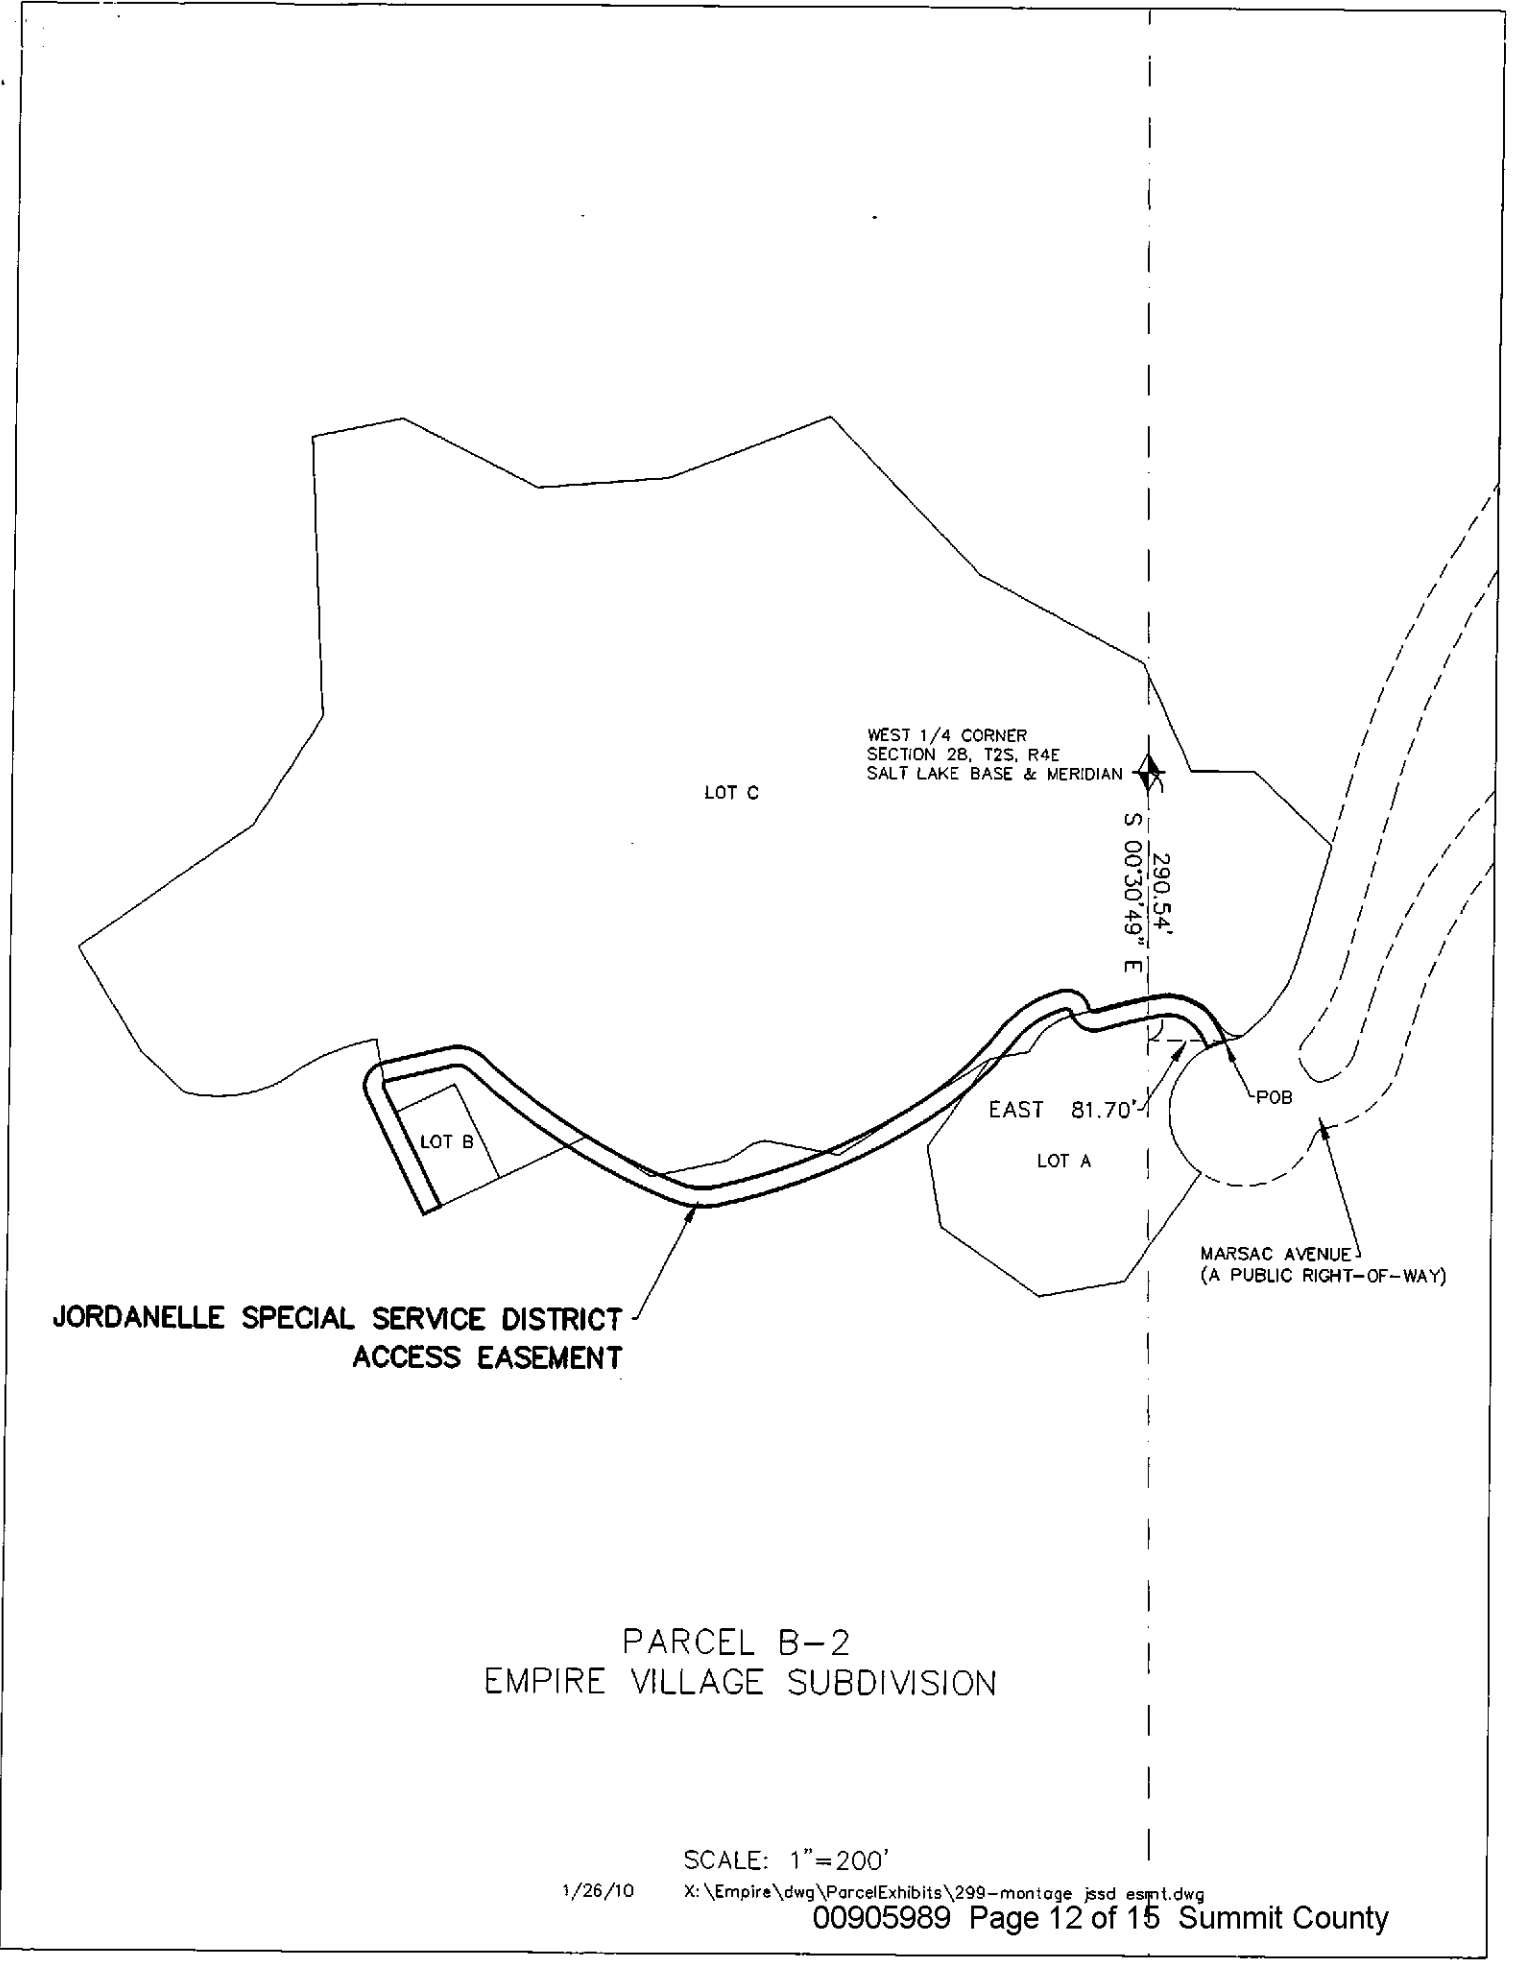 WEST 1/4 CORNER
SECTION 28, T2S, R4E
SALT LAKE BASE & MERIDIAN
LOT C
290.54'
S 00°30'49" E
EAST 81.70'
POB
LOT B
LOT A
MARSAC AVENUE
(A PUBLIC RIGHT-OF-WAY)
JORDANELLE SPECIAL SERVICE DISTRICT
ACCESS EASEMENT
PARCEL B-2
EMPIRE VILLAGE SUBDIVISION
SCALE: 1"=200'
1/26/10 X:\Empire\dwg\ParcelExhibits\299-montage jssd esmt.dwg
00905989 Page 12 of 15 Summit County